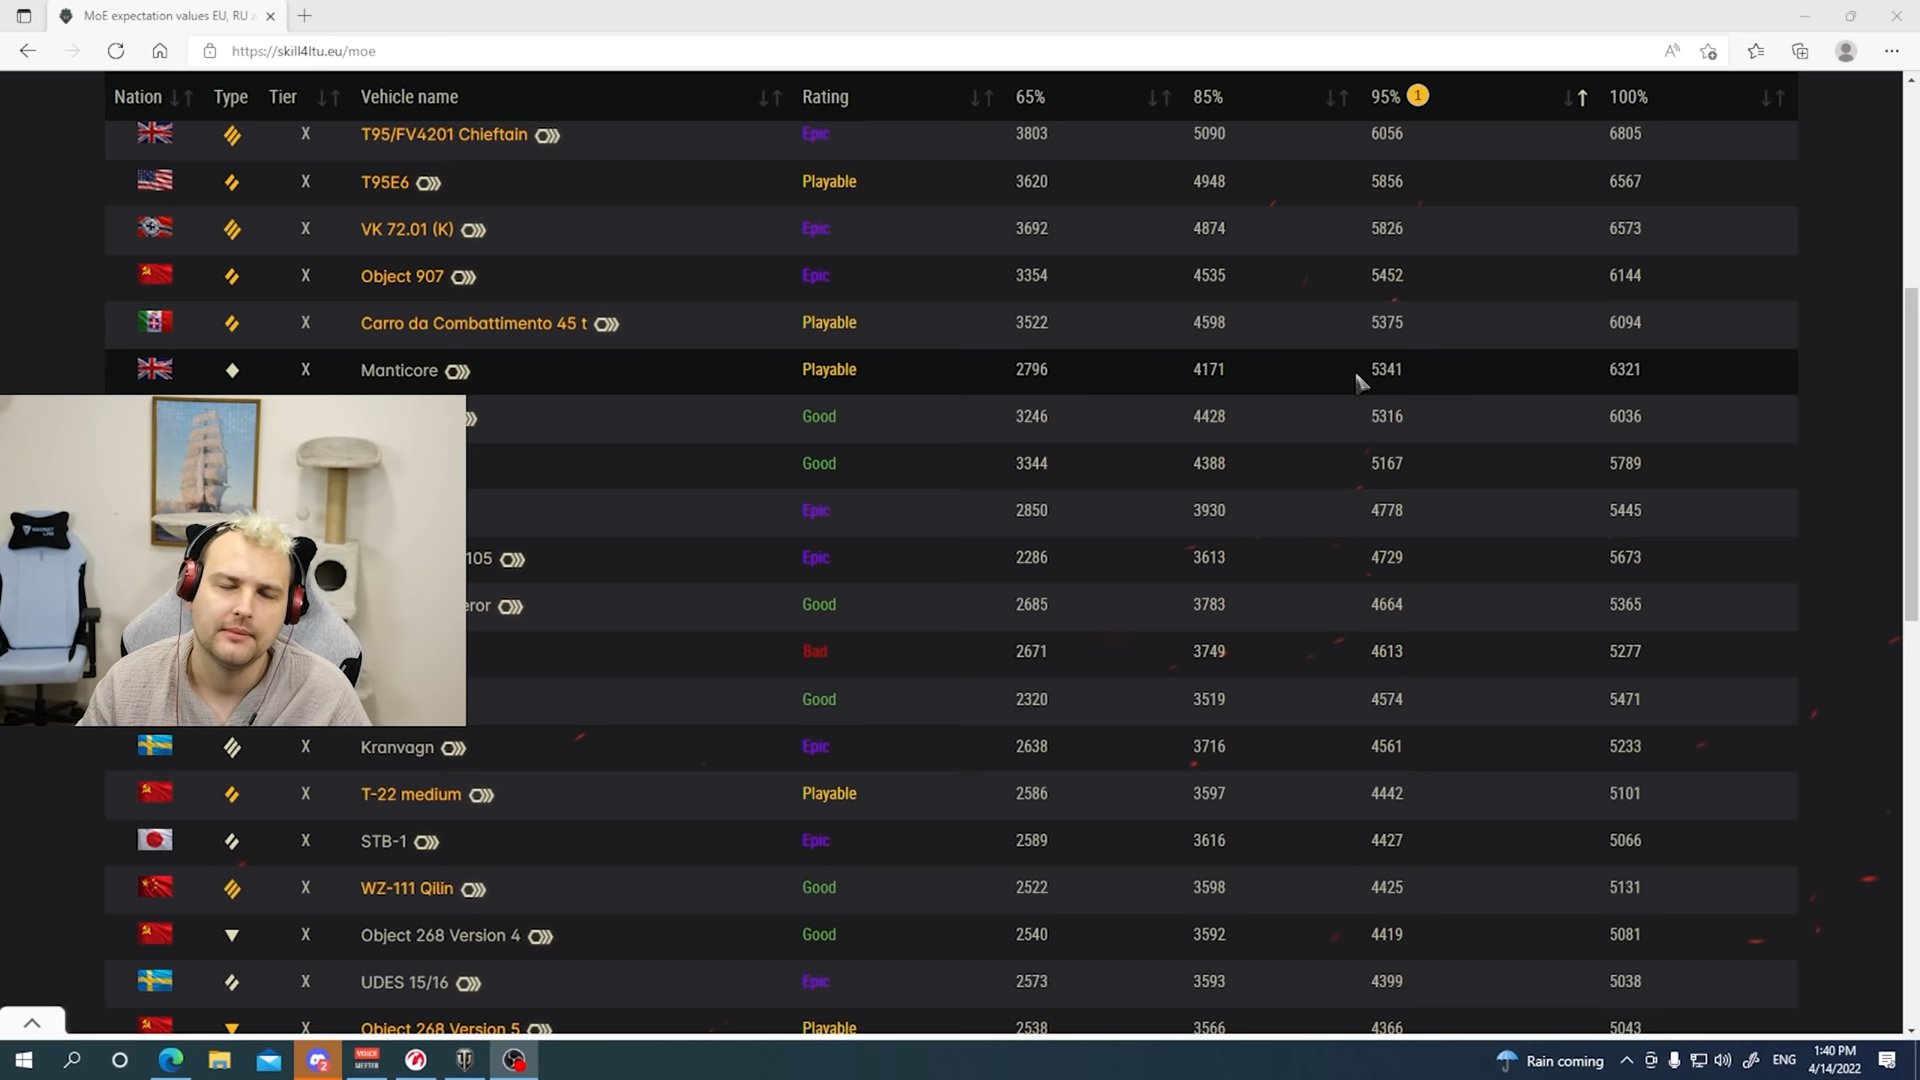 MoE expectation values EU, RU a
https://skill4ltu.eu/moe
Nation Type Tier Vehicle name Rating 65% 85% 95% 1 100%
X T95/FV4201 Chieftain Epic 3803 5090 6056 6805
X T95E6 Playable 3620 4948 5856 6567
X VK 72.01 (K) Epic 3692 4874 5826 6573
X Object 907 Epic 3354 4535 5452 6144
X Carro da Combattimento 45 t Playable 3522 4598 5375 6094
X Manticore Playable 2796 4171 5341 6321
Good 3246 4428 5316 6036
Good 3344 4388 5167 5789
Epic 2850 3930 4778 5445
105 Epic 2286 3613 4729 5673
eror Good 2685 3783 4664 5365
Bad 2671 3749 4613 5277
Good 2320 3519 4574 5471
X Kranvagn Epic 2638 3716 4561 5233
X T-22 medium Playable 2586 3597 4442 5101
X STB-1 Epic 2589 3616 4427 5066
X WZ-111 Qilin Good 2522 3598 4425 5131
X Object 268 Version 4 Good 2540 3592 4419 5081
X UDES 15/16 Epic 2573 3593 4399 5038
X Object 268 Version 5 Playable 2538 3566 4366 5043
2
VOICE
MEETER
Rain coming
ENG
1:40 PM
4/14/2022